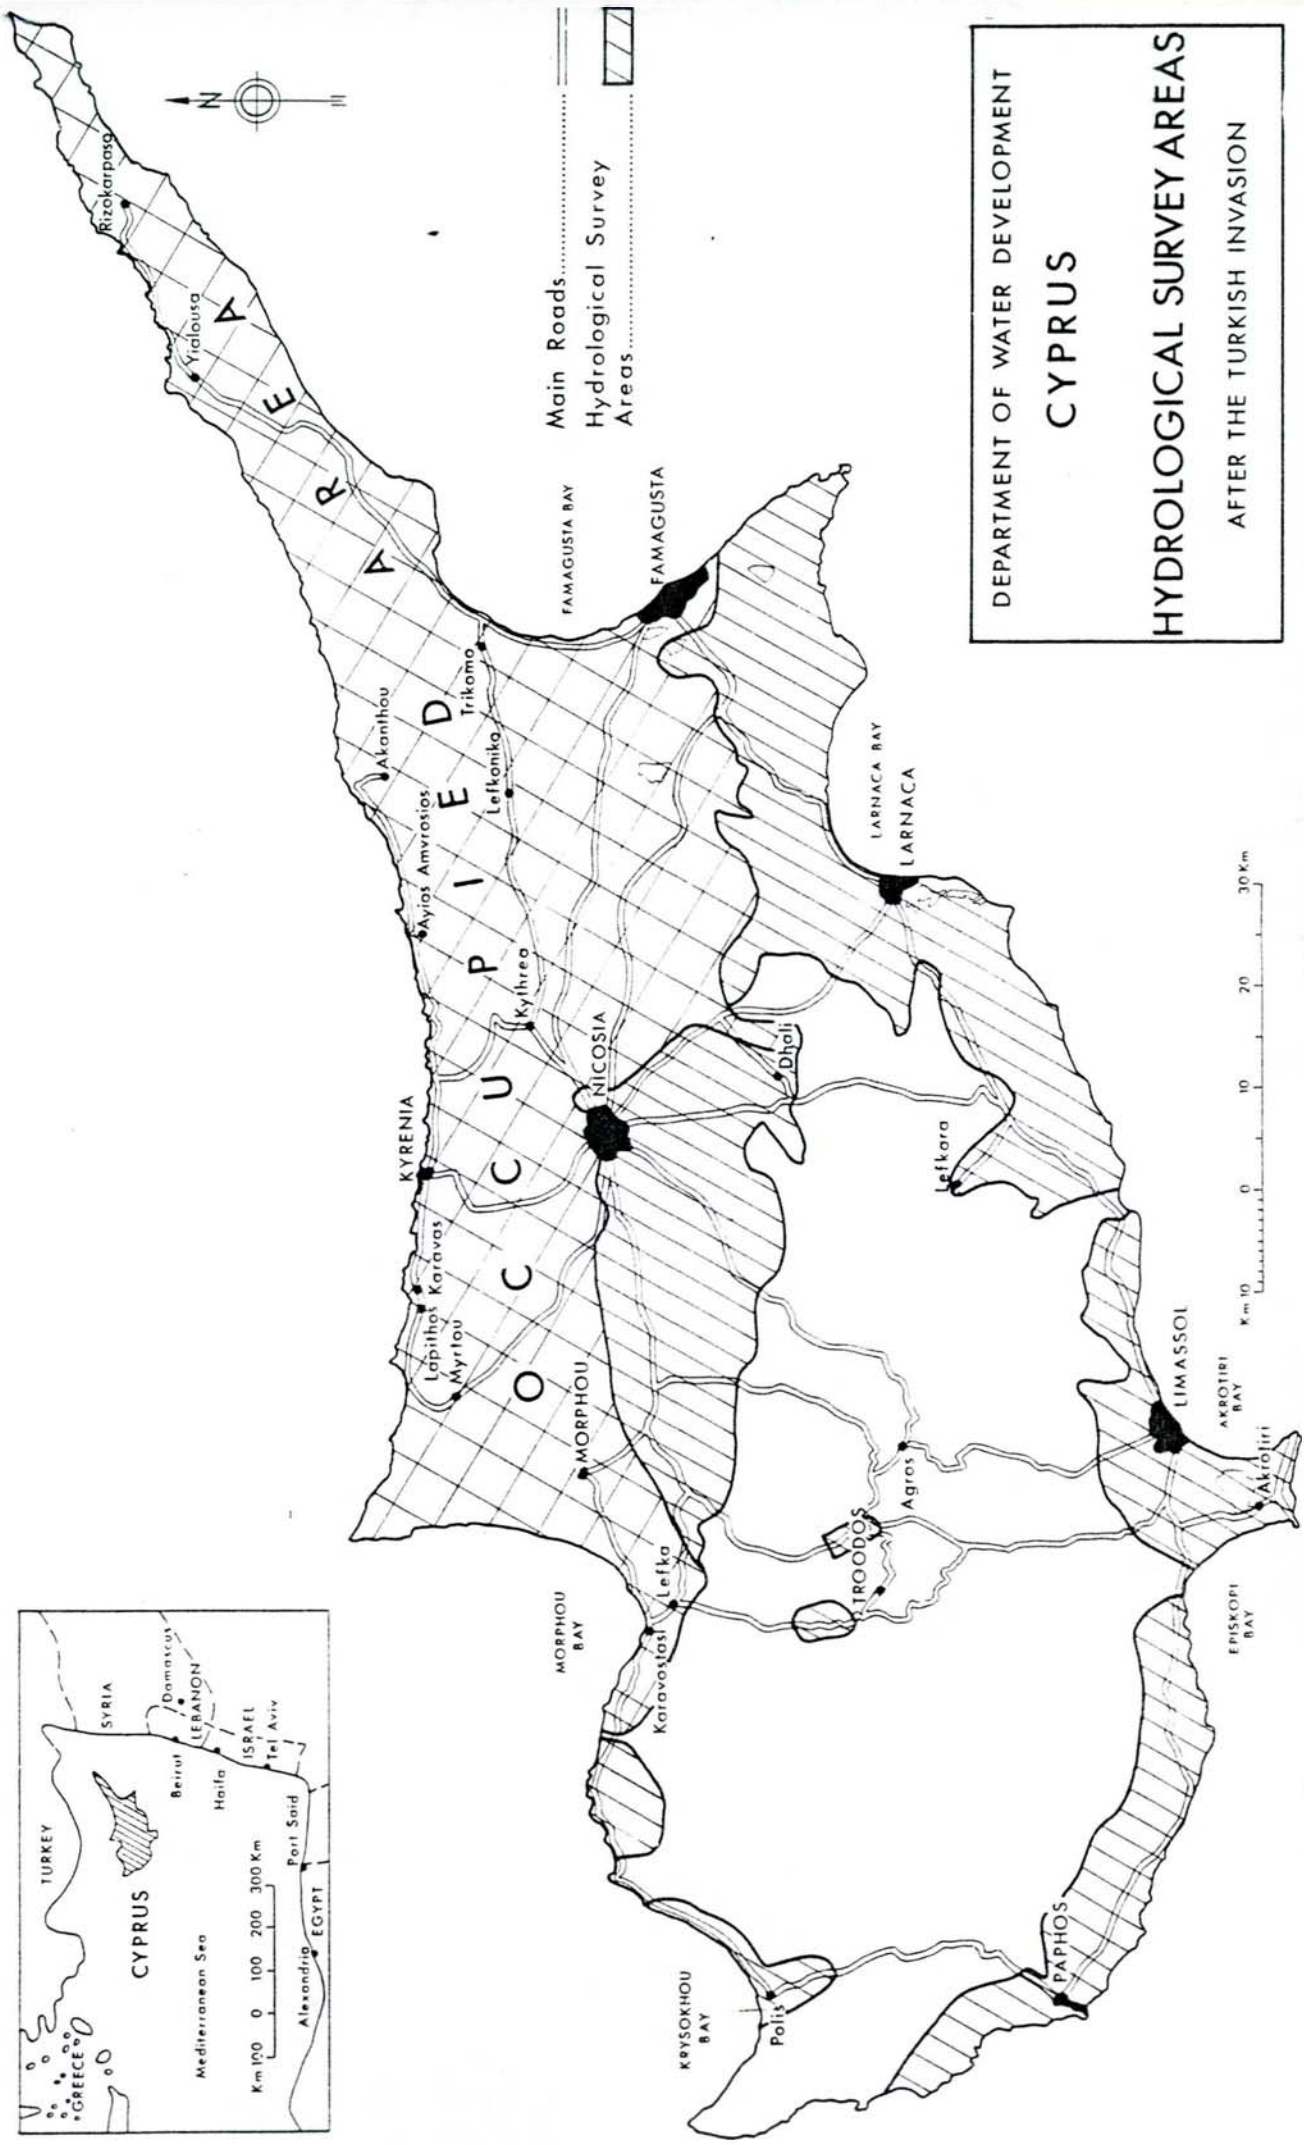 TURKEY
GREECE
CYPRUS
SYRIA
Damascus
Beirut
LEBANON
Haifa
ISRAEL
Tel Aviv
Mediterranean Sea
Port Said
Alexandria
EGYPT
Km 100 0 100 200 300 Km
N
Rizokarpaso
Yialousa
OCCUPIED AREA
Akanthou
Ayios Amvrosios
KYRENIA
Karavas
Lapithos
Myrtou
Trikomo
Lefkoniko
Kythrea
NICOSIA
MORPHOU
FAMAGUSTA BAY
FAMAGUSTA
MORPHOU
BAY
Karavostasi
Lefka
Dhali
KRYSOKHOU
BAY
Polis
TROODOS
Agros
Lefkara
LARNACA BAY
LARNACA
PAPHOS
EPISKOPI
BAY
LIMASSOL
AKROTIRI
BAY
Akrotiri
Km 10 0 10 20 30 Km
Main Roads
Hydrological Survey
Areas
DEPARTMENT OF WATER DEVELOPMENT
CYPRUS
HYDROLOGICAL SURVEY AREAS
AFTER THE TURKISH INVASION